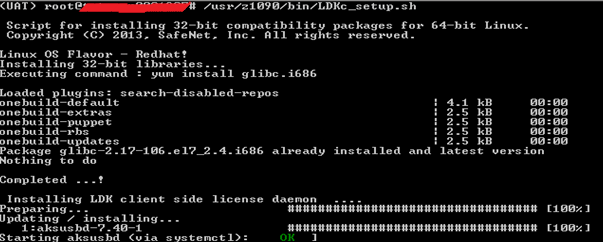 (UAT) root@ # /usr/z1090/bin/LDKc_setup.sh
Script for installing 32-bit compatibility packages for 64-bit Linux.
Copyright (C) 2013, SafeNet, Inc. All rights reserved.
Linux OS Flavor - Redhat!
Installing 32-bit libraries...
Executing command : yum install glibc.i686
Loaded plugins: search-disabled-repos
onebuild-default | 4.1 kB 00:00
onebuild-extras | 2.5 kB 00:00
onebuild-puppet | 2.5 kB 00:00
onebuild-rbs | 2.5 kB 00:00
onebuild-updates | 2.5 kB 00:00
Package glibc-2.17-106.el7_2.4.i686 already installed and latest version
Nothing to do
Completed ...!
Installing LDK client side license daemon ....
Preparing... ################################# [100%]
Updating / installing...
1:aksusbd-7.40-1 ################################# [100%]
Starting aksusbd (via systemctl): OK ]